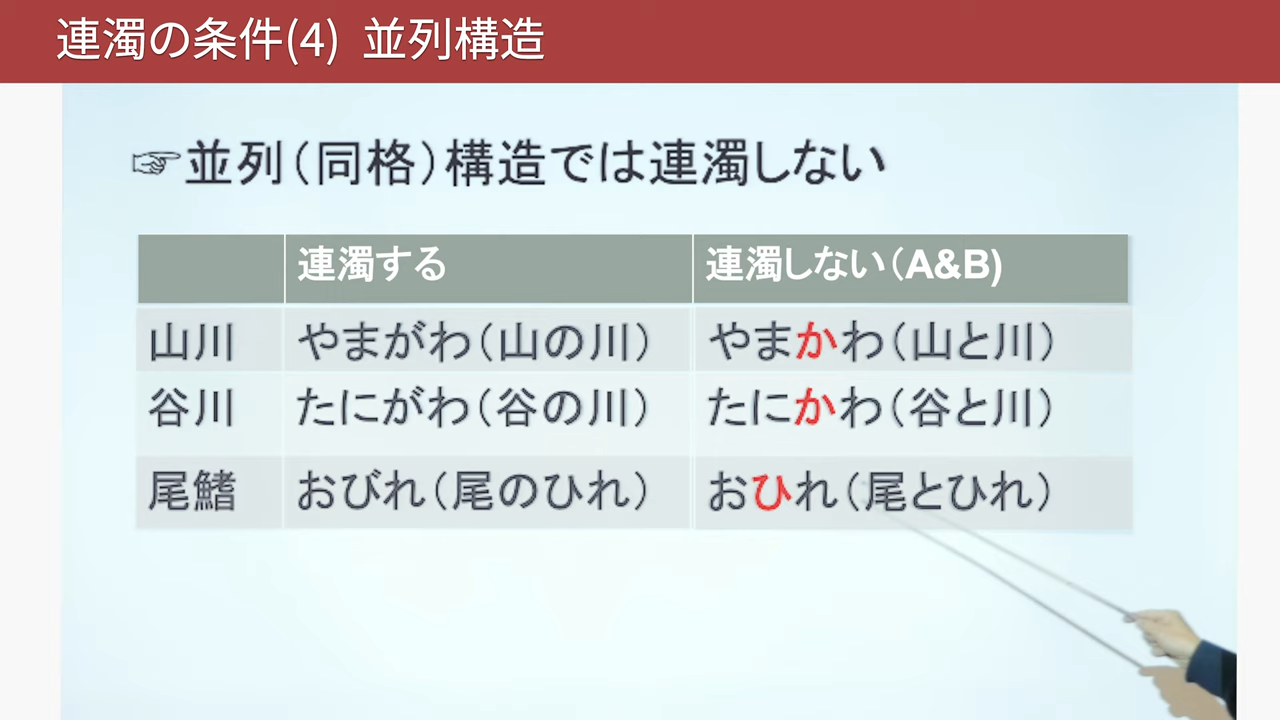 連濁の条件(4) 並列構造
☞並列（同格）構造では連濁しない
連濁する 連濁しない（A&B)
山川 やまがわ（山の川） やまかわ（山と川）
谷川 たにがわ（谷の川） たにかわ（谷と川）
尾鰭 おびれ（尾のひれ） おひれ（尾とひれ）